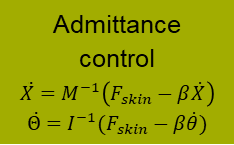 Admittance
control
Ẋ = M⁻¹(F_skin − βẊ)
Θ̇ = I⁻¹(F_skin − βθ̇)